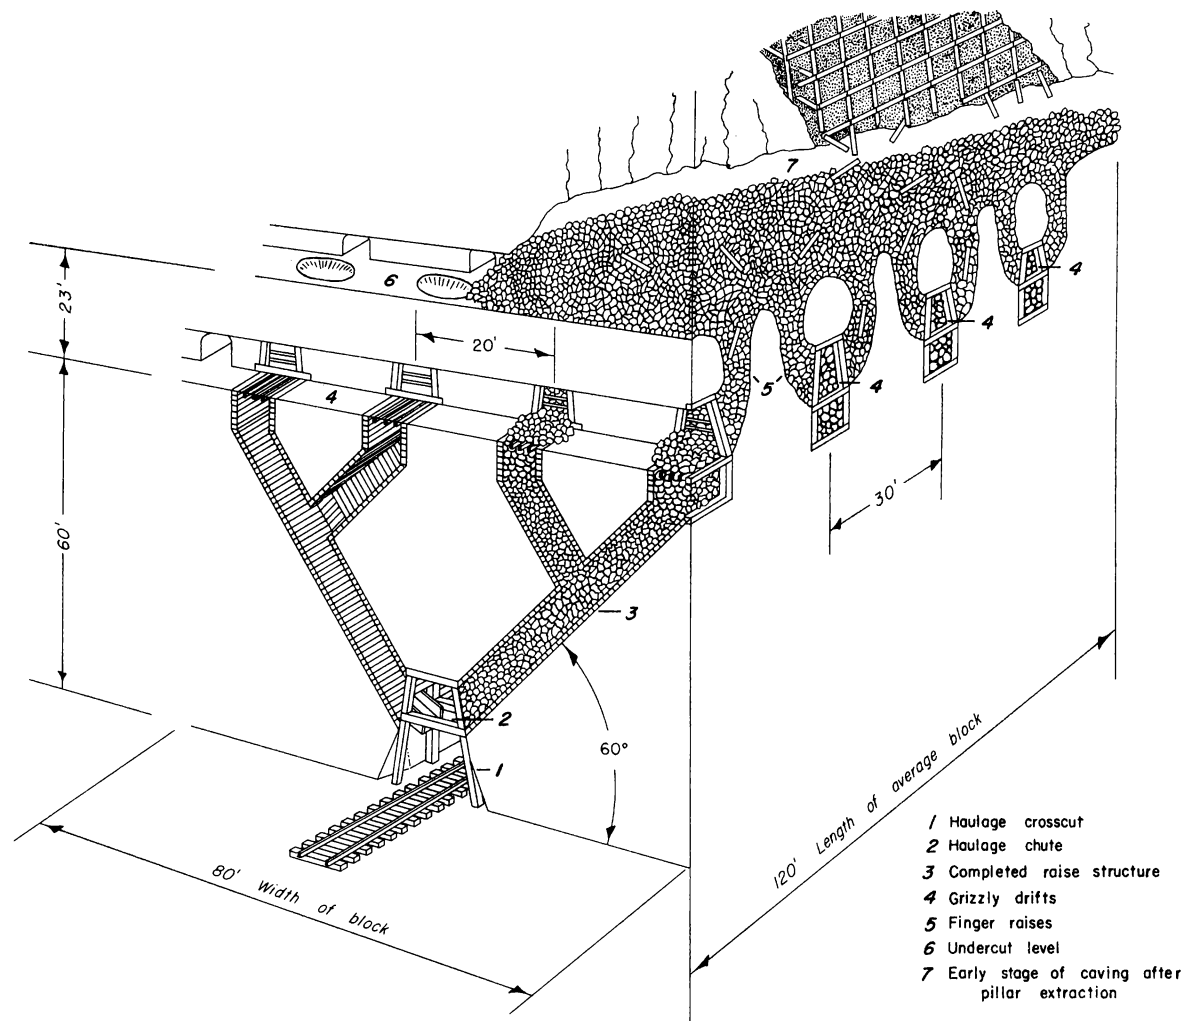 7
6
23'
20'
4
4
4
4
5
4
30'
60'
3
2
60°
1
120' Length of average block
80' Width of block
1 Haulage crosscut
2 Haulage chute
3 Completed raise structure
4 Grizzly drifts
5 Finger raises
6 Undercut level
7 Early stage of caving after
pillar extraction